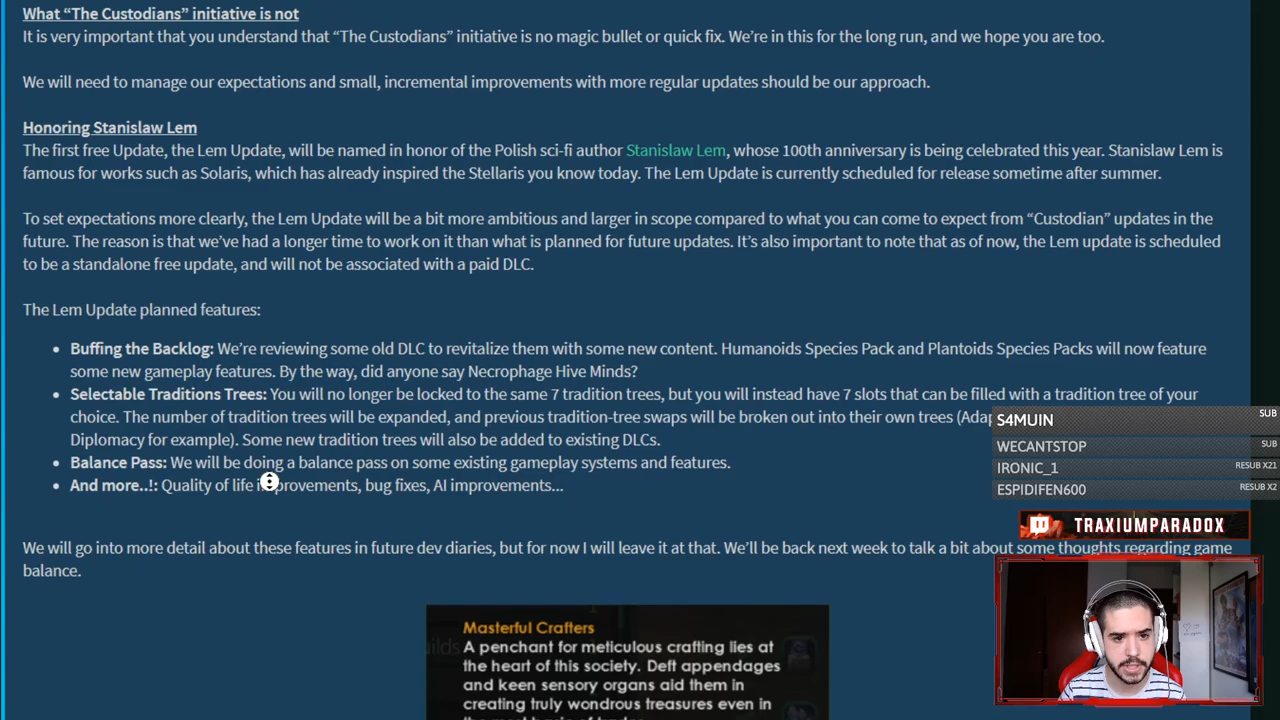 What “The Custodians” initiative is not
It is very important that you understand that “The Custodians” initiative is no magic bullet or quick fix. We’re in this for the long run, and we hope you are too.
We will need to manage our expectations and small, incremental improvements with more regular updates should be our approach.
Honoring Stanislaw Lem
The first free Update, the Lem Update, will be named in honor of the Polish sci-fi author Stanislaw Lem, whose 100th anniversary is being celebrated this year. Stanislaw Lem is
famous for works such as Solaris, which has already inspired the Stellaris you know today. The Lem Update is currently scheduled for release sometime after summer.
To set expectations more clearly, the Lem Update will be a bit more ambitious and larger in scope compared to what you can come to expect from “Custodian” updates in the
future. The reason is that we’ve had a longer time to work on it than what is planned for future updates. It’s also important to note that as of now, the Lem update is scheduled
to be a standalone free update, and will not be associated with a paid DLC.
The Lem Update planned features:
• Buffing the Backlog: We’re reviewing some old DLC to revitalize them with some new content. Humanoids Species Pack and Plantoids Species Packs will now feature
some new gameplay features. By the way, did anyone say Necrophage Hive Minds?
• Selectable Traditions Trees: You will no longer be locked to the same 7 tradition trees, but you will instead have 7 slots that can be filled with a tradition tree of your
choice. The number of tradition trees will be expanded, and previous tradition-tree swaps will be broken out into their own trees
Diplomacy for example). Some new tradition trees will also be added to existing DLCs.
• Balance Pass: We will be doing a balance pass on some existing gameplay systems and features.
• And more..!: Quality of life improvements, bug fixes, AI improvements...
We will go into more detail about these features in future dev diaries, but for now I will leave it at that. We’ll be back next week to talk a bit about some thoughts regarding game
balance.
S4MUIN SUB
WECANTSTOP SUB
IRONIC_1 RESUB X21
ESPIDIFEN600 RESUB X2
TRAXIUMPARADOX
Masterful Crafters
A penchant for meticulous crafting lies at
the heart of this society. Deft appendages
and keen sensory organs aid them in
creating truly wondrous treasures even in